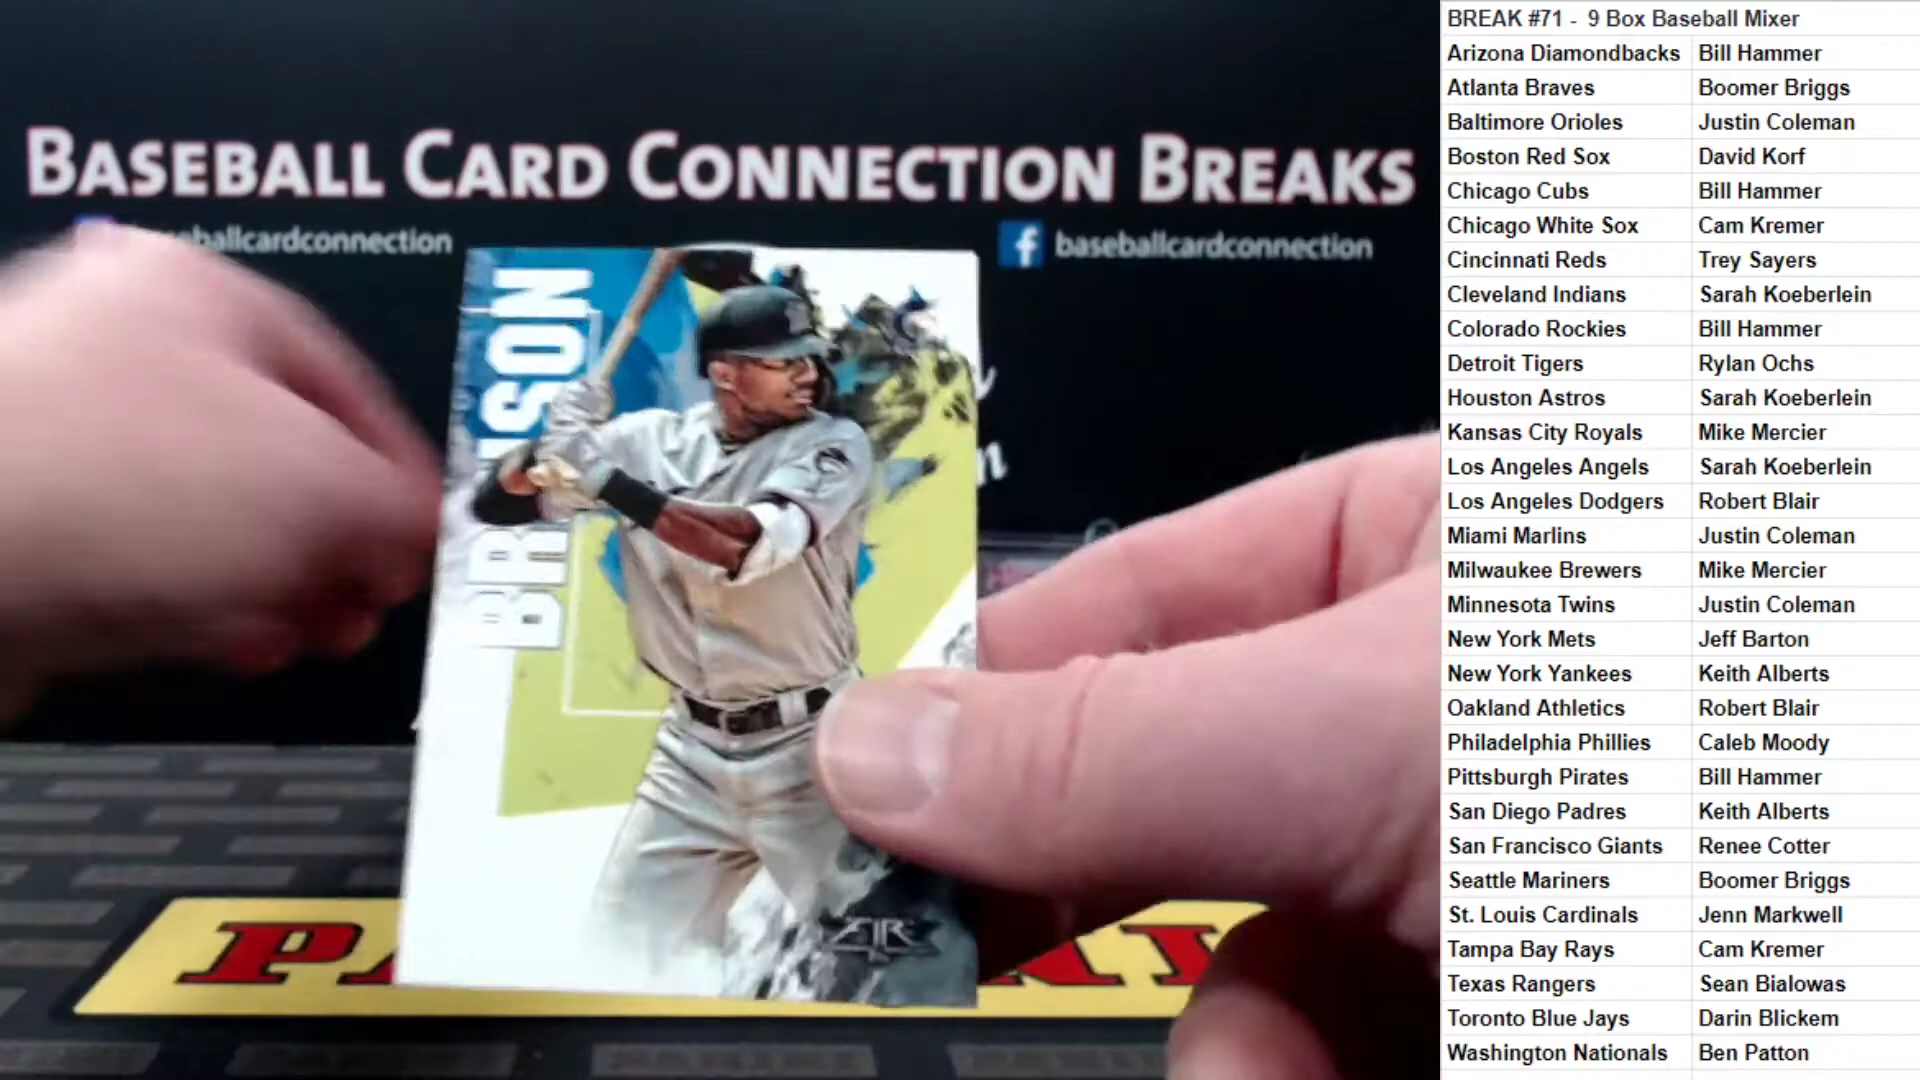 BASEBALL CARD CONNECTION BREAKS
baseballcardconnection
FIRE
BREAK #71 - 9 Box Baseball Mixer
Arizona Diamondbacks Bill Hammer
Atlanta Braves Boomer Briggs
Baltimore Orioles Justin Coleman
Boston Red Sox David Korf
Chicago Cubs Bill Hammer
Chicago White Sox Cam Kremer
Cincinnati Reds Trey Sayers
Cleveland Indians Sarah Koeberlein
Colorado Rockies Bill Hammer
Detroit Tigers Rylan Ochs
Houston Astros Sarah Koeberlein
Kansas City Royals Mike Mercier
Los Angeles Angels Sarah Koeberlein
Los Angeles Dodgers Robert Blair
Miami Marlins Justin Coleman
Milwaukee Brewers Mike Mercier
Minnesota Twins Justin Coleman
New York Mets Jeff Barton
New York Yankees Keith Alberts
Oakland Athletics Robert Blair
Philadelphia Phillies Caleb Moody
Pittsburgh Pirates Bill Hammer
San Diego Padres Keith Alberts
San Francisco Giants Renee Cotter
Seattle Mariners Boomer Briggs
St. Louis Cardinals Jenn Markwell
Tampa Bay Rays Cam Kremer
Texas Rangers Sean Bialowas
Toronto Blue Jays Darin Blickem
Washington Nationals Ben Patton